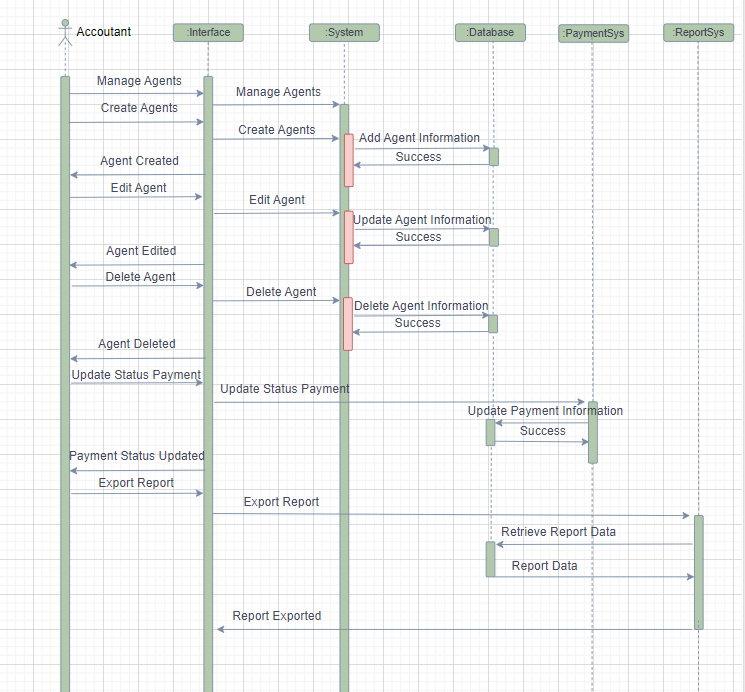 Accoutant
:Interface
:System
:Database
:PaymentSys
:ReportSys
Manage Agents
Manage Agents
Create Agents
Create Agents
Add Agent Information
Success
Agent Created
Edit Agent
Edit Agent
Update Agent Information
Success
Agent Edited
Delete Agent
Delete Agent
Delete Agent Information
Success
Agent Deleted
Update Status Payment
Update Status Payment
Update Payment Information
Success
Payment Status Updated
Export Report
Export Report
Retrieve Report Data
Report Data
Report Exported